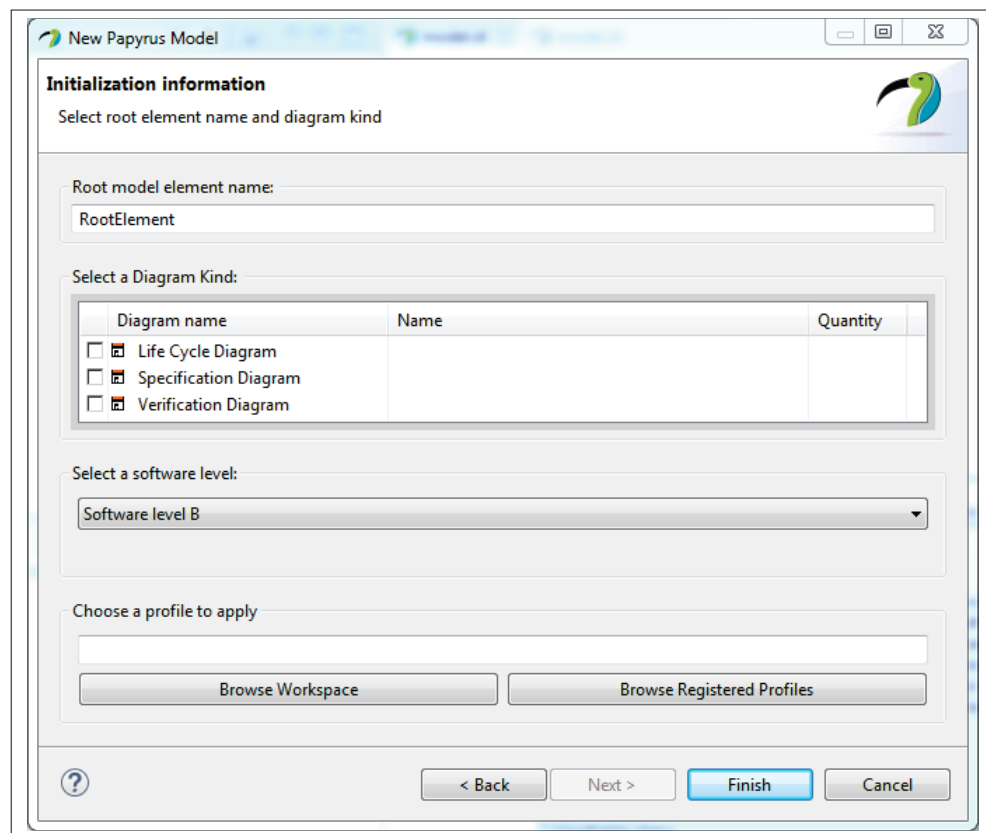 New Papyrus Model
Initialization information
Select root element name and diagram kind
Root model element name:
RootElement
Select a Diagram Kind:
Diagram name Name Quantity
Life Cycle Diagram
Specification Diagram
Verification Diagram
Select a software level:
Software level B
Choose a profile to apply
Browse Workspace Browse Registered Profiles
< Back Next > Finish Cancel